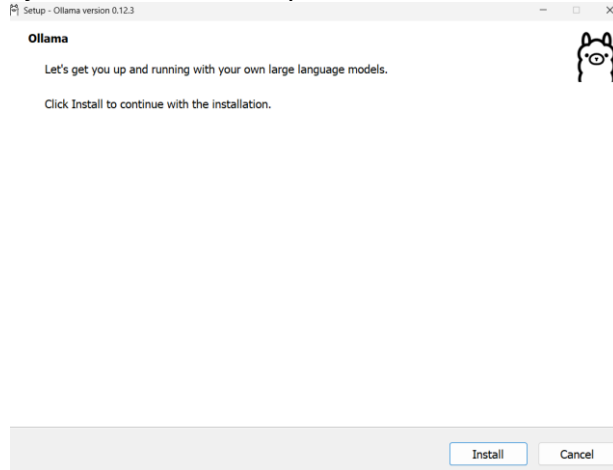 Setup - Ollama version 0.12.3
Ollama
Let's get you up and running with your own large language models.
Click Install to continue with the installation.
Install
Cancel